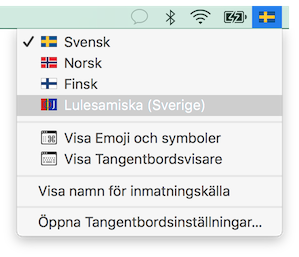 Svensk
Norsk
Finsk
Lulesamiska (Sverige)
Visa Emoji och symboler
Visa Tangentbordsvisare
Visa namn för inmatningskälla
Öppna Tangentbordsinställningar...